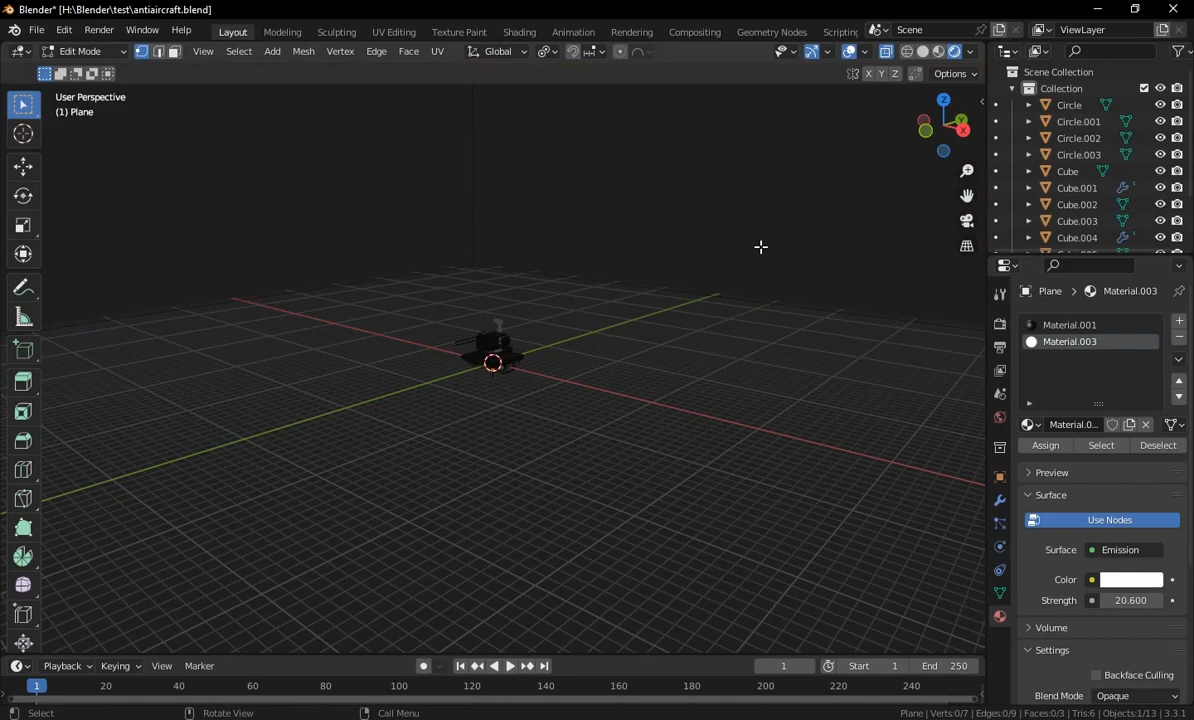 Blender* [H:\Blender\test\antiaircraft.blend]
File Edit Render Window Help Layout Modeling Sculpting UV Editing Texture Paint Shading Animation Rendering Compositing Geometry Nodes Scripting Scene ViewLayer
Edit Mode View Select Add Mesh Vertex Edge Face UV Global
X Y Z Options
User Perspective
(1) Plane
Z
Y
X
Scene Collection
Collection
Circle
Circle.001
Circle.002
Circle.003
Cube
Cube.001
Cube.002
Cube.003
Cube.004
Plane > Material.003
Material.001
Material.003
Material.0...
Assign Select Deselect
Preview
Surface
Use Nodes
Surface Emission
Color
Strength 20.600
Volume
Settings
Backface Culling
Blend Mode Opaque
Playback Keying View Marker 1 Start 1 End 250
1 20 40 60 80 100 120 140 160 180 200 220 240
Select Rotate View Call Menu Plane | Verts:0/7 | Edges:0/9 | Faces:0/3 | Tris:6 | Objects:1/13 | 3.3.1